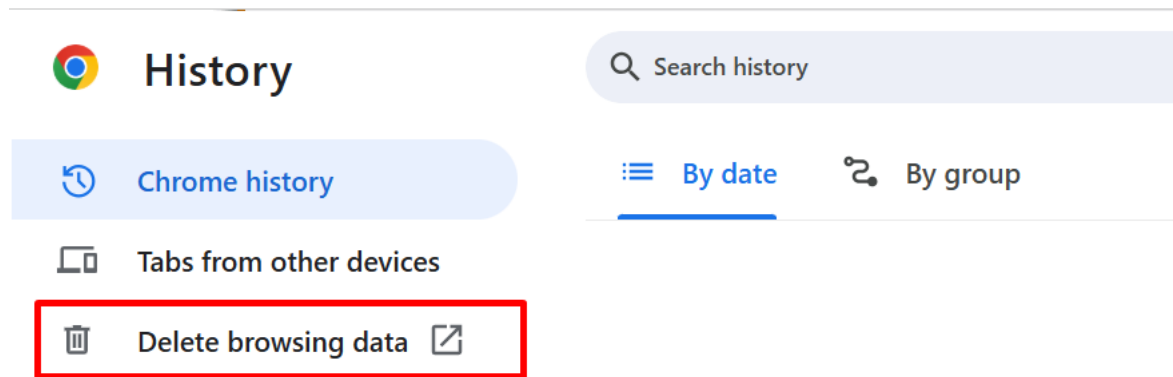 History
Search history
Chrome history
By date
By group
Tabs from other devices
Delete browsing data